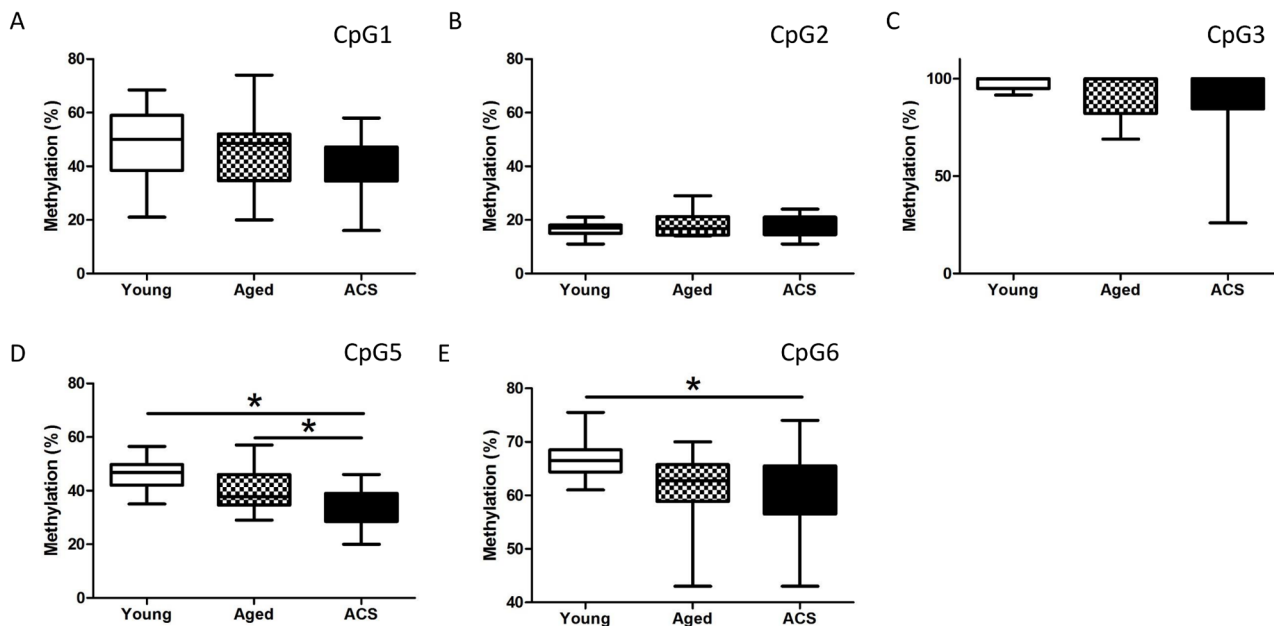 A
CpG1
Methylation (%)
80
60
40
20
0
Young Aged ACS
B
CpG2
Methylation (%)
80
60
40
20
0
Young Aged ACS
C
CpG3
Methylation (%)
100
50
0
Young Aged ACS
D
CpG5
Methylation (%)
80
60
40
20
0
*
*
Young Aged ACS
E
CpG6
Methylation (%)
80
70
60
50
40
*
Young Aged ACS